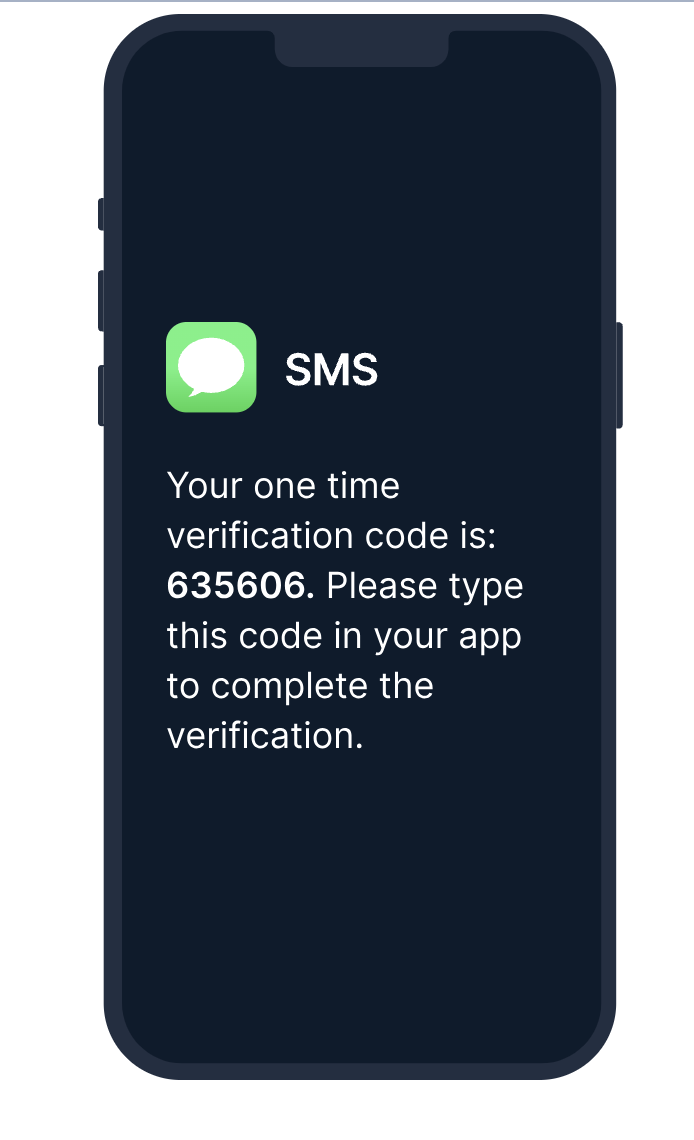 SMS
Your one time
verification code is:
635606. Please type
this code in your app
to complete the
verification.